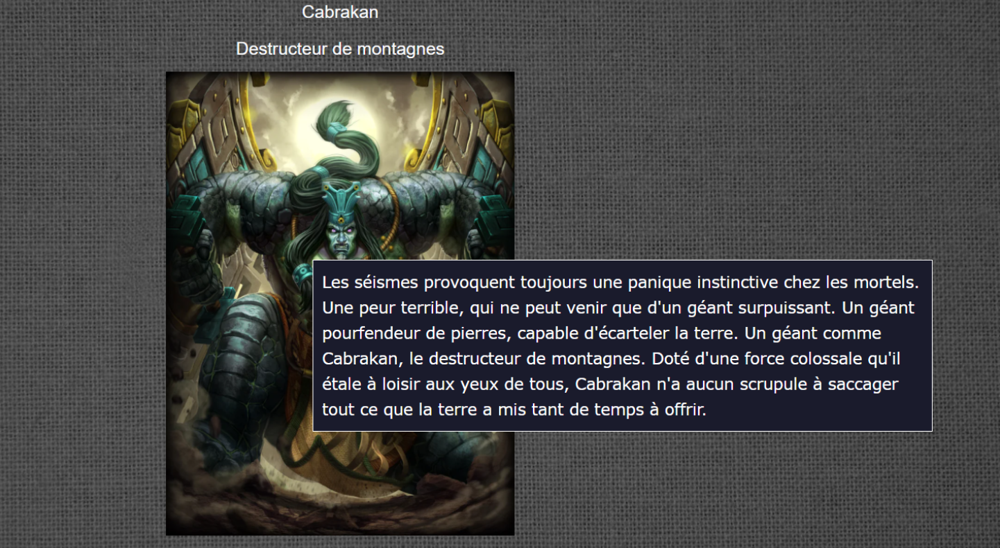 Cabrakan
Destructeur de montagnes
Les séismes provoquent toujours une panique instinctive chez les mortels.
Une peur terrible, qui ne peut venir que d'un géant surpuissant. Un géant
pourfendeur de pierres, capable d'écarteler la terre. Un géant comme
Cabrakan, le destructeur de montagnes. Doté d'une force colossale qu'il
étale à loisir aux yeux de tous, Cabrakan n'a aucun scrupule à saccager
tout ce que la terre a mis tant de temps à offrir.